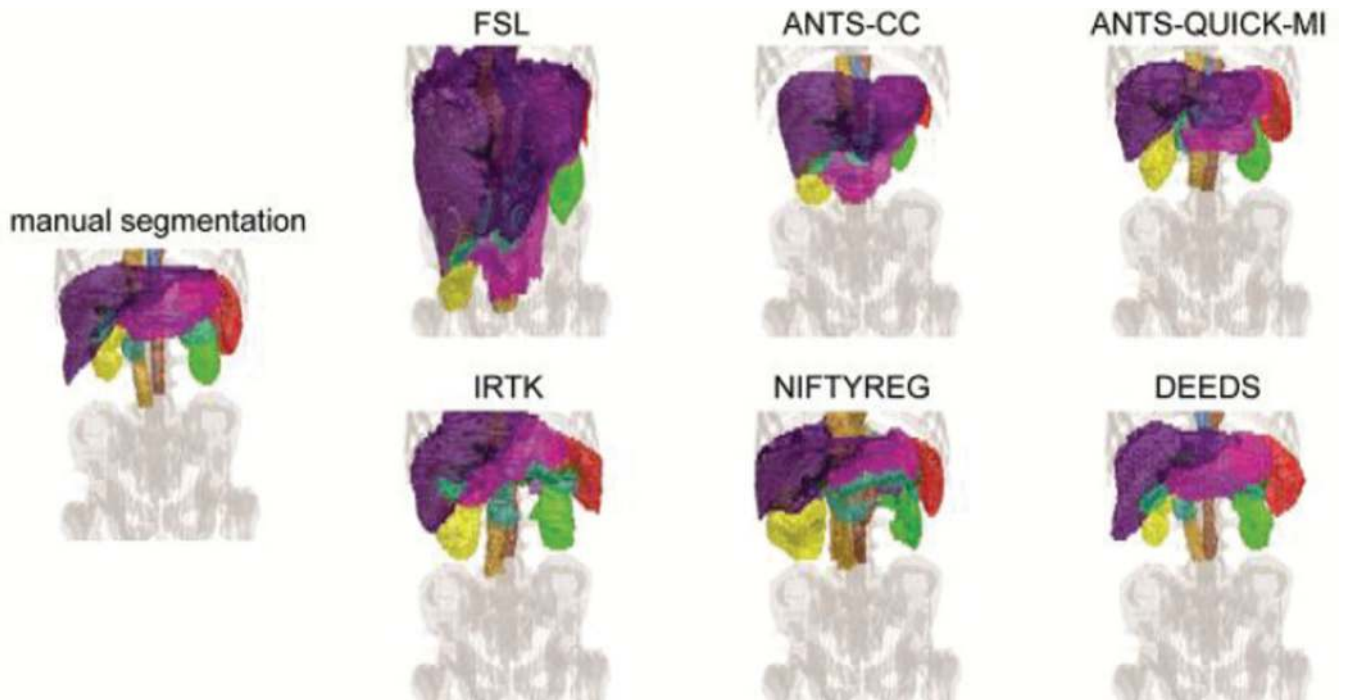 FSL
ANTS-CC
ANTS-QUICK-MI
manual segmentation
IRTK
NIFTYREG
DEEDS